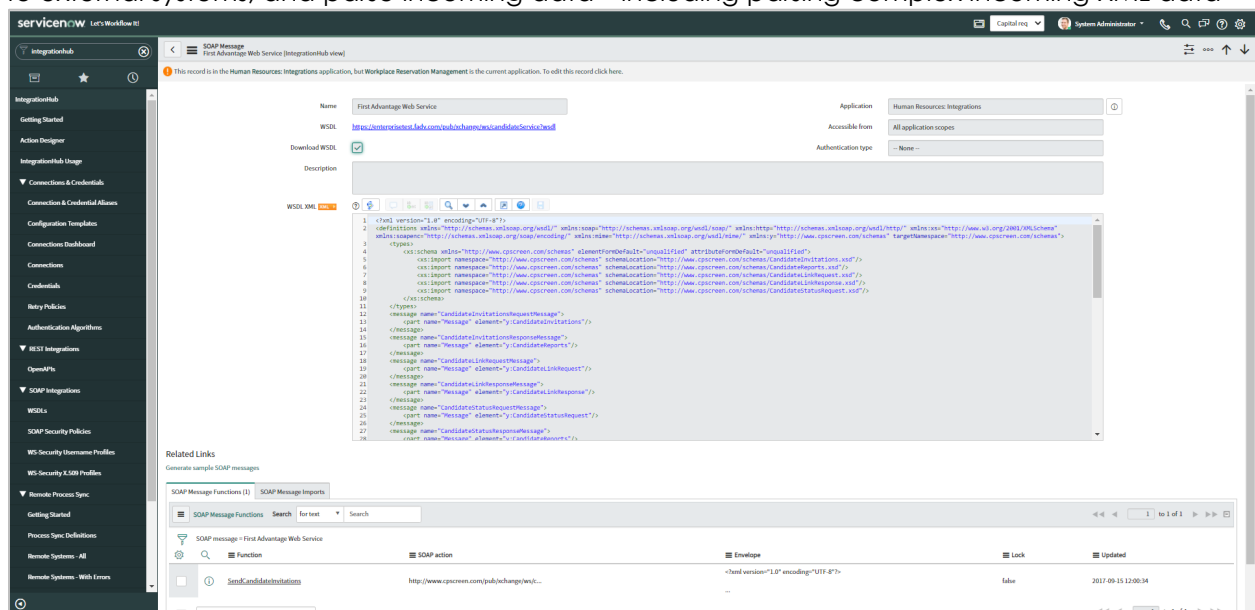 to external systems, and parse incoming data - including parsing complex incoming XML data
servicenow Let's Workflow It!
Capital req
System Administrator
integrationhub
SOAP Message
First Advantage Web Service [IntegrationHub view]
This record is in the Human Resources: Integrations application, but Workplace Reservation Management is the current application. To edit this record click here.
IntegrationHub
Getting Started
Action Designer
IntegrationHub Usage
Connections & Credentials
Connection & Credential Aliases
Configuration Templates
Connections Dashboard
Connections
Credentials
Retry Policies
Authentication Algorithms
REST Integrations
OpenAPIs
SOAP Integrations
WSDLs
SOAP Security Policies
WS-Security Username Profiles
WS-Security X.509 Profiles
Remote Process Sync
Getting Started
Process Sync Definitions
Remote Systems - All
Remote Systems - With Errors
Name First Advantage Web Service
Application Human Resources: Integrations
WSDL https://enterprisetest.fadv.com/pub/xchange/ws/candidateService?wsdl
Accessible from All application scopes
Download WSDL
Authentication type -- None --
Description
WSDL XML
1 <?xml version="1.0" encoding="UTF-8"?>
2 <definitions xmlns="http://schemas.xmlsoap.org/wsdl/" xmlns:soap="http://schemas.xmlsoap.org/wsdl/soap/" xmlns:http="http://schemas.xmlsoap.org/wsdl/http/" xmlns:xs="http://www.w3.org/2001/XMLSchema"
xmlns:soapenc="http://schemas.xmlsoap.org/soap/encoding/" xmlns:mime="http://schemas.xmlsoap.org/wsdl/mime/" xmlns:y="http://www.cpscreen.com/schemas" targetNamespace="http://www.cpscreen.com/schemas">
3 <types>
4 <xs:schema xmlns="http://www.cpscreen.com/schemas" elementFormDefault="unqualified" attributeFormDefault="unqualified">
5 <xs:import namespace="http://www.cpscreen.com/schemas" schemaLocation="http://www.cpscreen.com/schemas/CandidateInvitations.xsd"/>
6 <xs:import namespace="http://www.cpscreen.com/schemas" schemaLocation="http://www.cpscreen.com/schemas/CandidateReports.xsd"/>
7 <xs:import namespace="http://www.cpscreen.com/schemas" schemaLocation="http://www.cpscreen.com/schemas/CandidateLinkRequest.xsd"/>
8 <xs:import namespace="http://www.cpscreen.com/schemas" schemaLocation="http://www.cpscreen.com/schemas/CandidateLinkResponse.xsd"/>
9 <xs:import namespace="http://www.cpscreen.com/schemas" schemaLocation="http://www.cpscreen.com/schemas/CandidateStatusRequest.xsd"/>
10 </xs:schema>
11 </types>
12 <message name="CandidateInvitationsRequestMessage">
13 <part name="Message" element="y:CandidateInvitations"/>
14 </message>
15 <message name="CandidateInvitationsResponseMessage">
16 <part name="Message" element="y:CandidateReports"/>
17 </message>
18 <message name="CandidateLinkRequestMessage">
19 <part name="Message" element="y:CandidateLinkRequest"/>
20 </message>
21 <message name="CandidateLinkResponseMessage">
22 <part name="Message" element="y:CandidateLinkResponse"/>
23 </message>
24 <message name="CandidateStatusRequestMessage">
25 <part name="Message" element="y:CandidateStatusRequest"/>
26 </message>
27 <message name="CandidateStatusResponseMessage">
28 <part name="Message" element="y:CandidateReports"/>
Related Links
Generate sample SOAP messages
SOAP Message Functions (1) SOAP Message Imports
SOAP Message Functions Search for text Search 1 to 1 of 1
SOAP message = First Advantage Web Service
Function SOAP action Envelope Lock Updated
SendCandidateInvitations http://www.cpscreen.com/pub/xchange/ws/c... <?xml version="1.0" encoding="UTF-8"?> ... false 2017-09-15 12:00:34